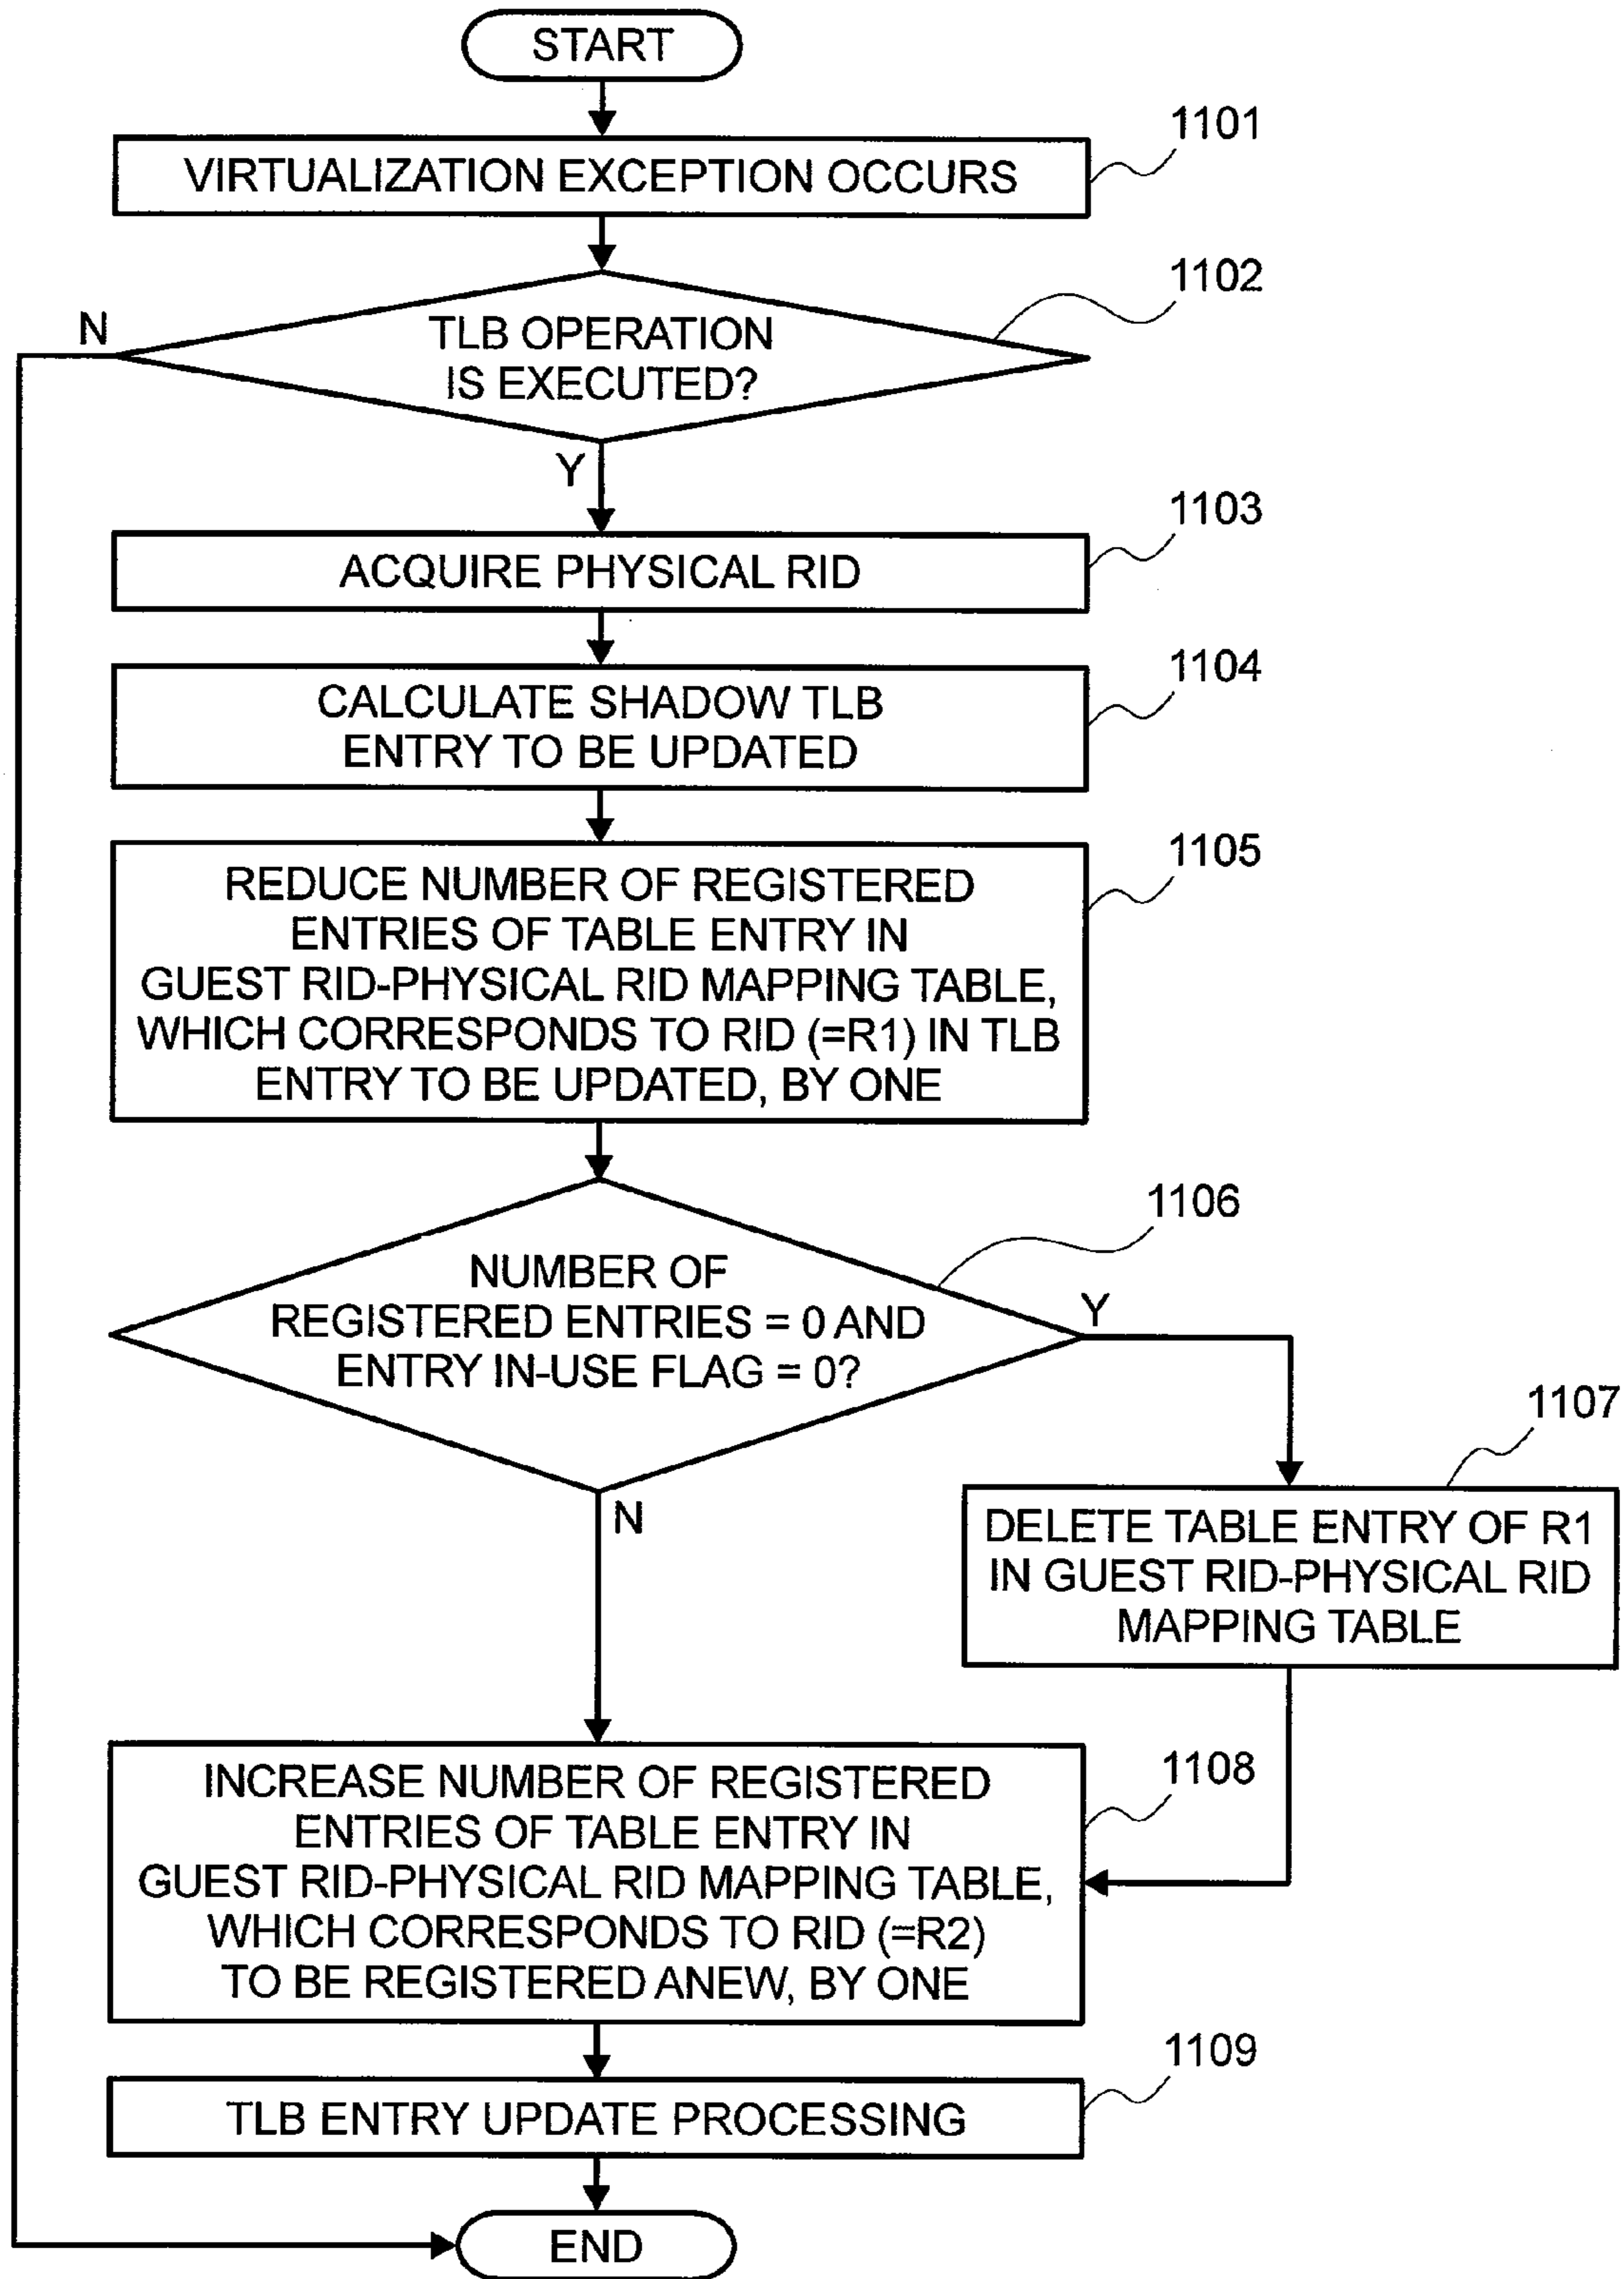 START
1101
VIRTUALIZATION EXCEPTION OCCURS
1102
N
TLB OPERATION
IS EXECUTED?
Y
1103
ACQUIRE PHYSICAL RID
1104
CALCULATE SHADOW TLB
ENTRY TO BE UPDATED
1105
REDUCE NUMBER OF REGISTERED
ENTRIES OF TABLE ENTRY IN
GUEST RID-PHYSICAL RID MAPPING TABLE,
WHICH CORRESPONDS TO RID (=R1) IN TLB
ENTRY TO BE UPDATED, BY ONE
1106
NUMBER OF
REGISTERED ENTRIES = 0 AND
ENTRY IN-USE FLAG = 0?
Y
1107
N
DELETE TABLE ENTRY OF R1
IN GUEST RID-PHYSICAL RID
MAPPING TABLE
1108
INCREASE NUMBER OF REGISTERED
ENTRIES OF TABLE ENTRY IN
GUEST RID-PHYSICAL RID MAPPING TABLE,
WHICH CORRESPONDS TO RID (=R2)
TO BE REGISTERED ANEW, BY ONE
1109
TLB ENTRY UPDATE PROCESSING
END